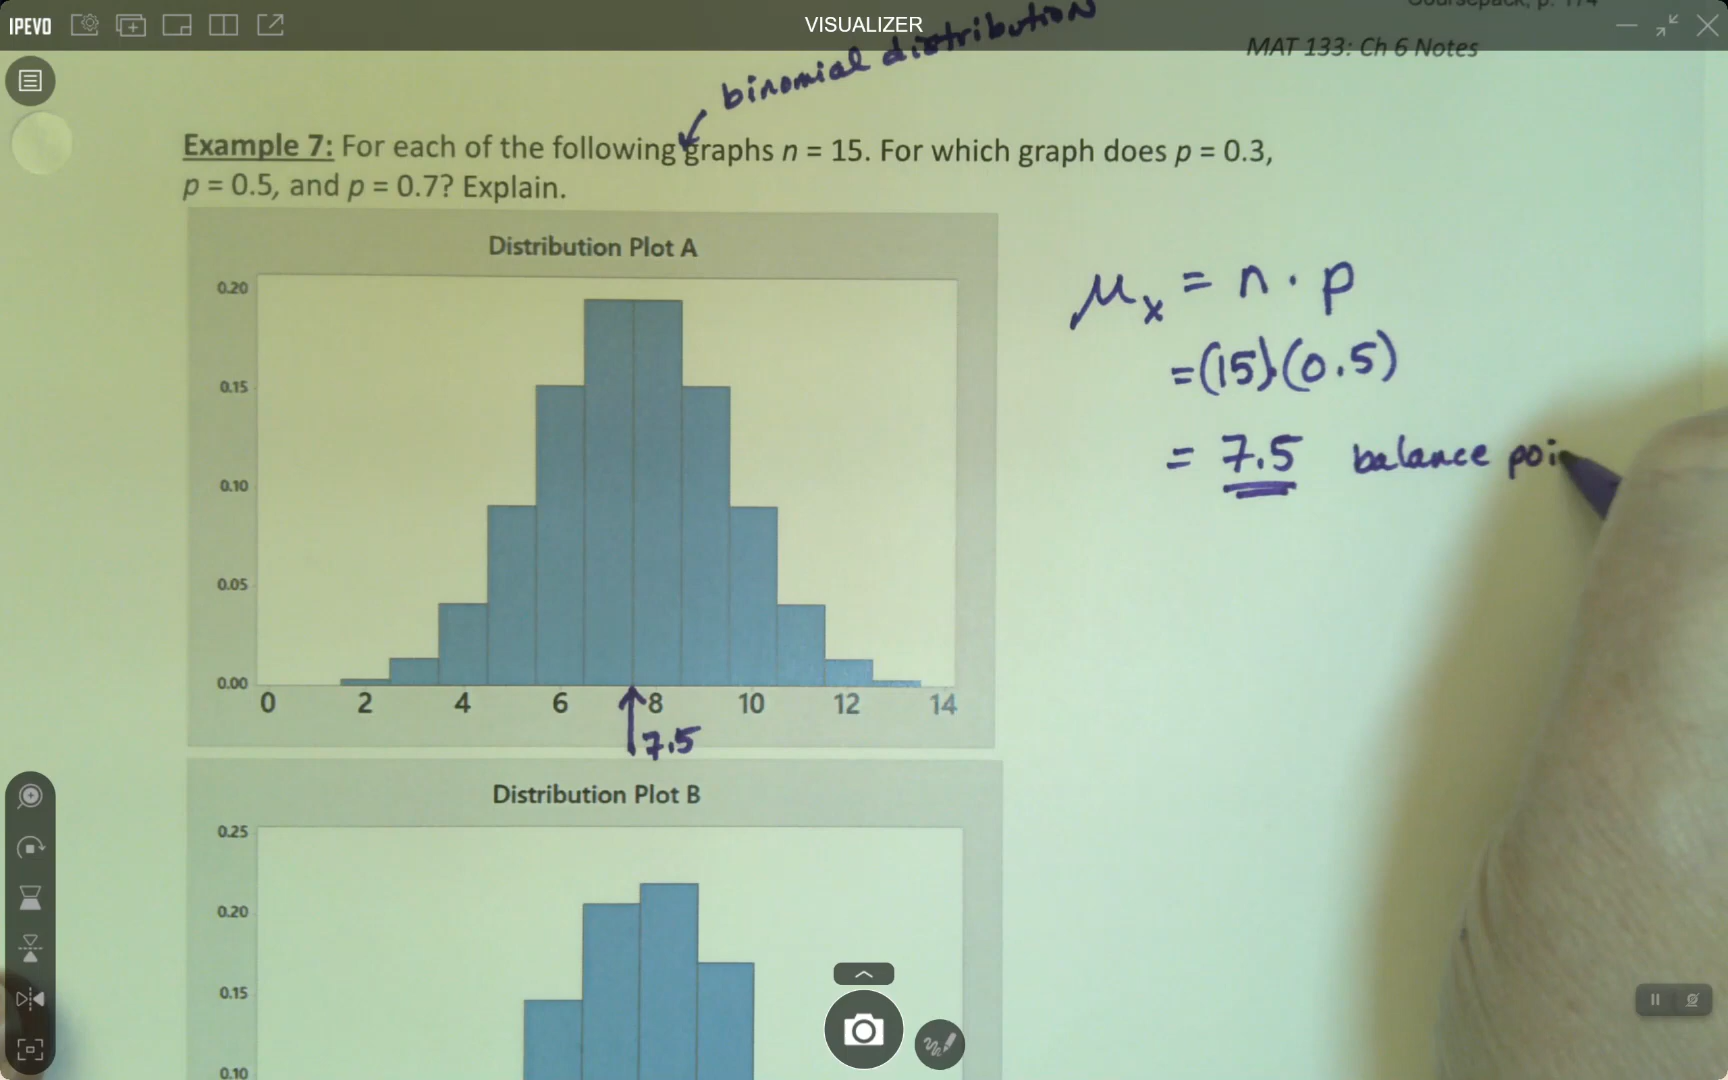 IPEVO
VISUALIZER
binomial distribution
MAT 133: Ch 6 Notes
Example 7: For each of the following graphs n = 15. For which graph does p = 0.3,
p = 0.5, and p = 0.7? Explain.
Distribution Plot A
0.20
0.15
0.10
0.05
0.00
0 2 4 6 8 10 12 14
7.5
μx = n · p
= (15)(0.5)
= 7.5 balance poi
Distribution Plot B
0.25
0.20
0.15
0.10